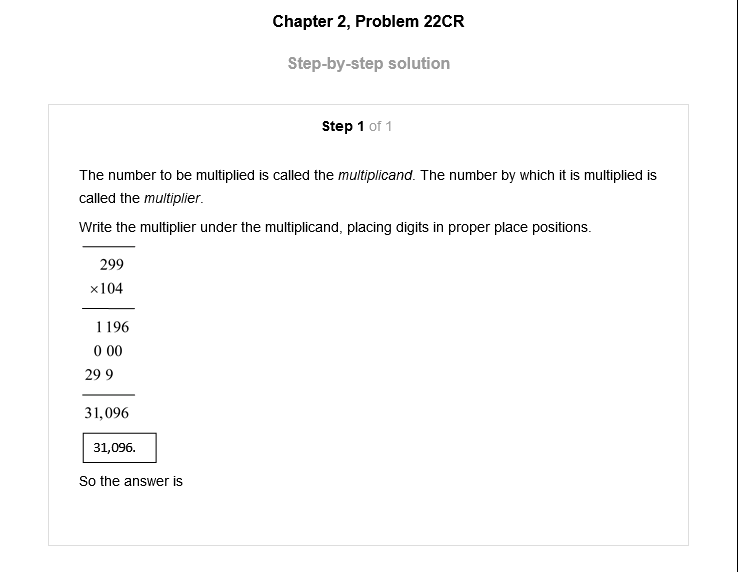 Chapter 2, Problem 22CR
Step-by-step solution
Step 1 of 1
The number to be multiplied is called the multiplicand. The number by which it is multiplied is
called the multiplier.
Write the multiplier under the multiplicand, placing digits in proper place positions.
299
×104
1 196
0 00
29 9
31,096
31,096.
So the answer is